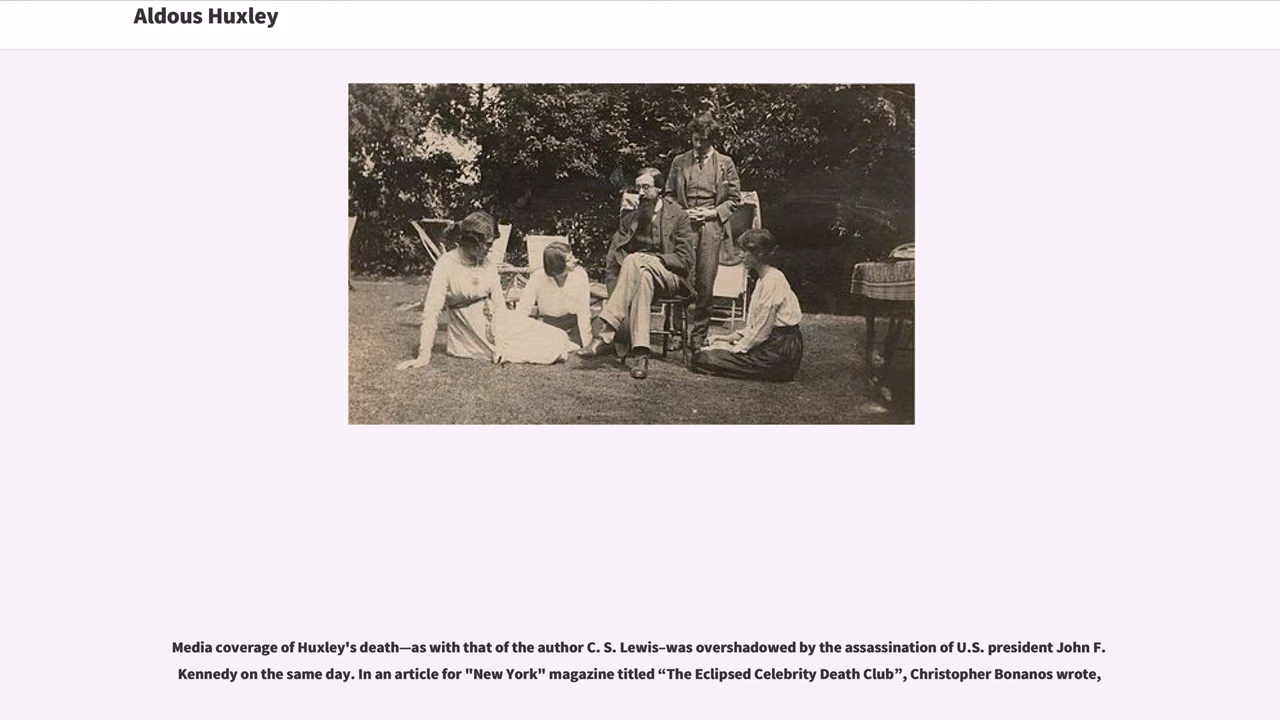 Aldous Huxley
Media coverage of Huxley's death—as with that of the author C. S. Lewis–was overshadowed by the assassination of U.S. president John F.
Kennedy on the same day. In an article for "New York" magazine titled “The Eclipsed Celebrity Death Club”, Christopher Bonanos wrote,